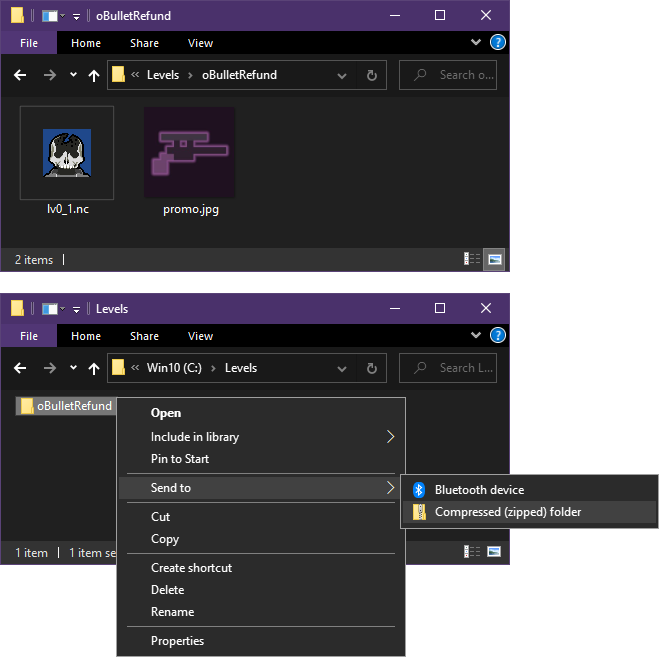 oBulletRefund
File Home Share View
« Levels › oBulletRefund
Search o...
lv0_1.nc
promo.jpg
2 items
Levels
File Home Share View
« Win10 (C:) › Levels
Search L...
oBulletRefund
Open
Include in library
Pin to Start
Send to
Bluetooth device
Compressed (zipped) folder
Cut
Copy
Create shortcut
Delete
Rename
Properties
1 item
1 item se